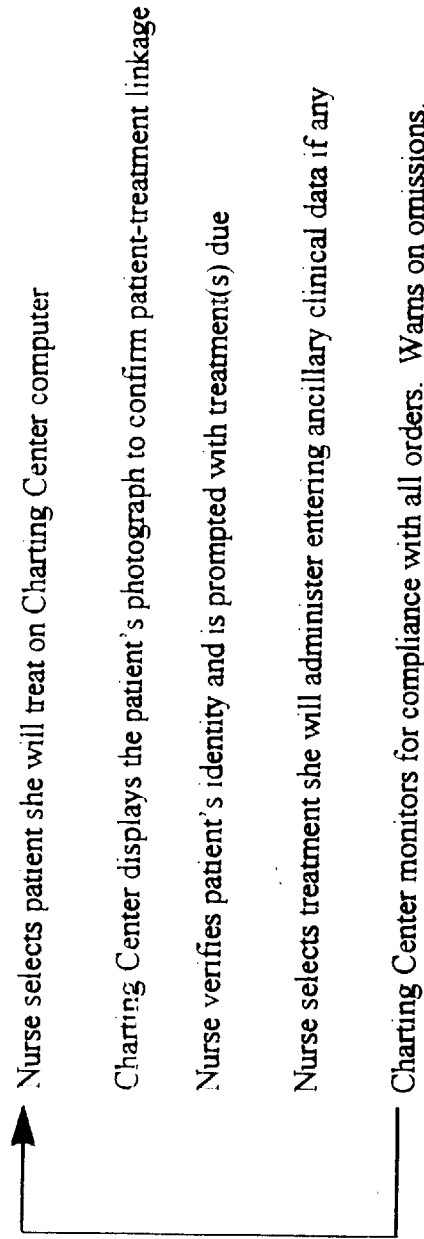 Nurse selects patient she will treat on Charting Center computer
Charting Center displays the patient's photograph to confirm patient-treatment linkage
Nurse verifies patient's identity and is prompted with treatment(s) due
Nurse selects treatment she will administer entering ancillary clinical data if any
Charting Center monitors for compliance with all orders. Warns on omissions.